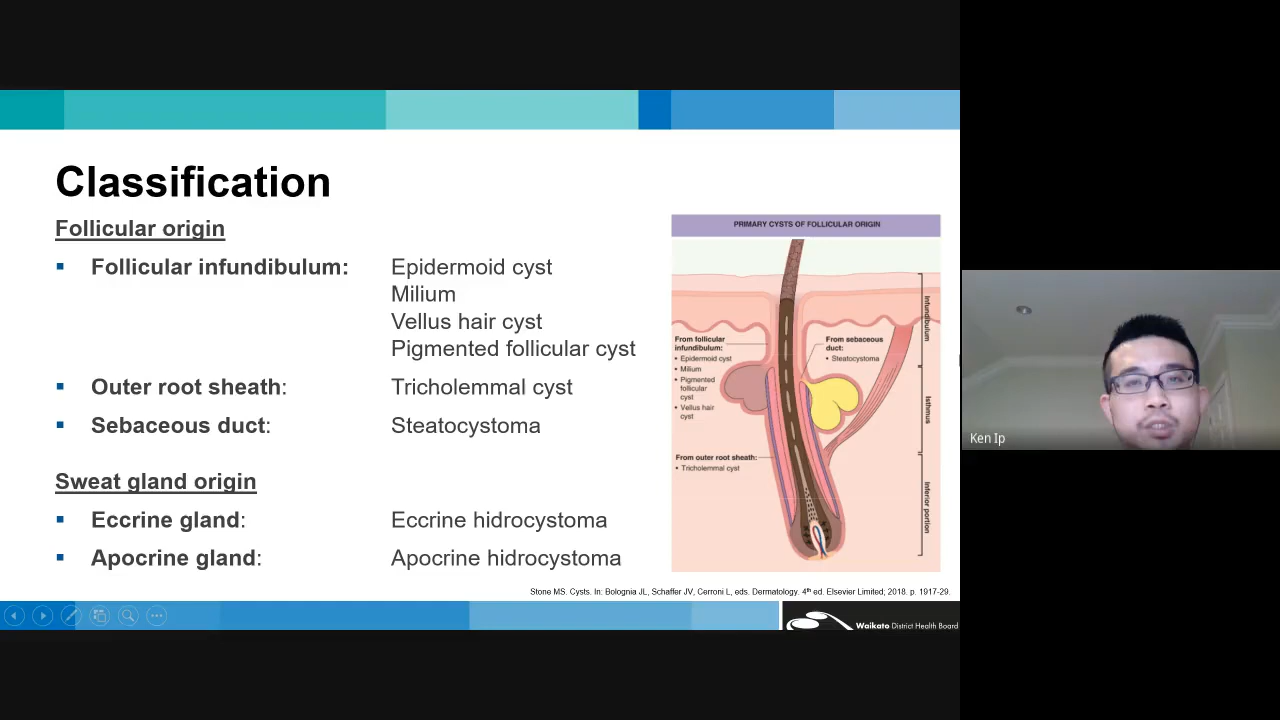 Classification
Follicular origin
▪ Follicular infundibulum: Epidermoid cyst
Milium
Vellus hair cyst
Pigmented follicular cyst
▪ Outer root sheath: Tricholemmal cyst
▪ Sebaceous duct: Steatocystoma
Sweat gland origin
▪ Eccrine gland: Eccrine hidrocystoma
▪ Apocrine gland: Apocrine hidrocystoma
PRIMARY CYSTS OF FOLLICULAR ORIGIN
From follicular
infundibulum:
• Epidermoid cyst
• Milium
• Pigmented
follicular
cyst
• Vellus hair
cyst
From sebaceous
duct:
• Steatocystoma
From outer root sheath:
• Tricholemmal cyst
Infundibulum
Isthmus
Inferior portion
Stone MS. Cysts. In: Bolognia JL, Schaffer JV, Cerroni L, eds. Dermatology. 4th ed. Elsevier Limited; 2018. p. 1917-29.
Waikato District Health Board
Ken Ip